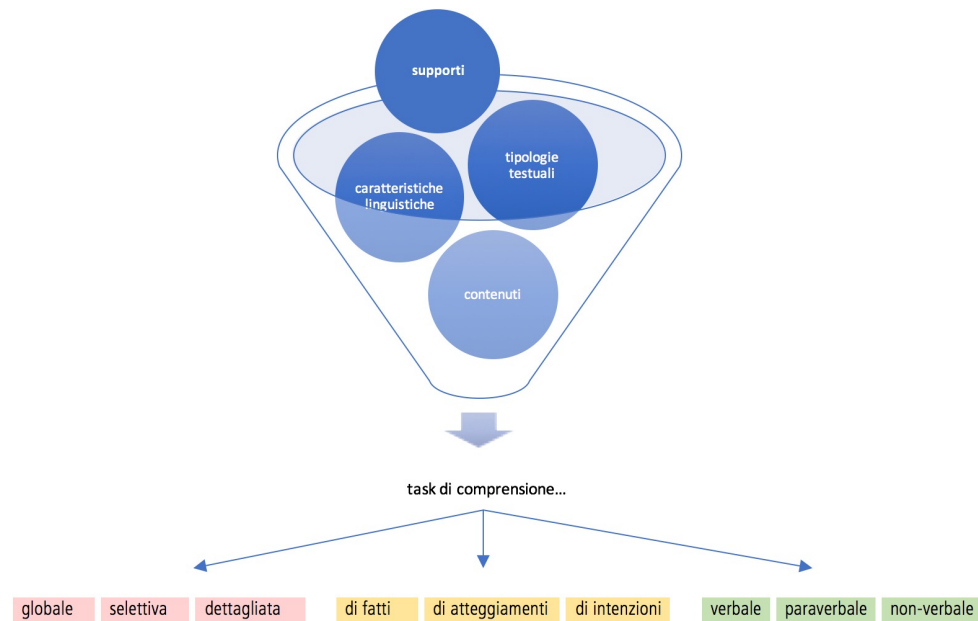 supporti
tipologie
testuali
caratteristiche
linguistiche
contenuti
task di comprensione...
globale selettiva dettagliata di fatti di atteggiamenti di intenzioni verbale paraverbale non-verbale